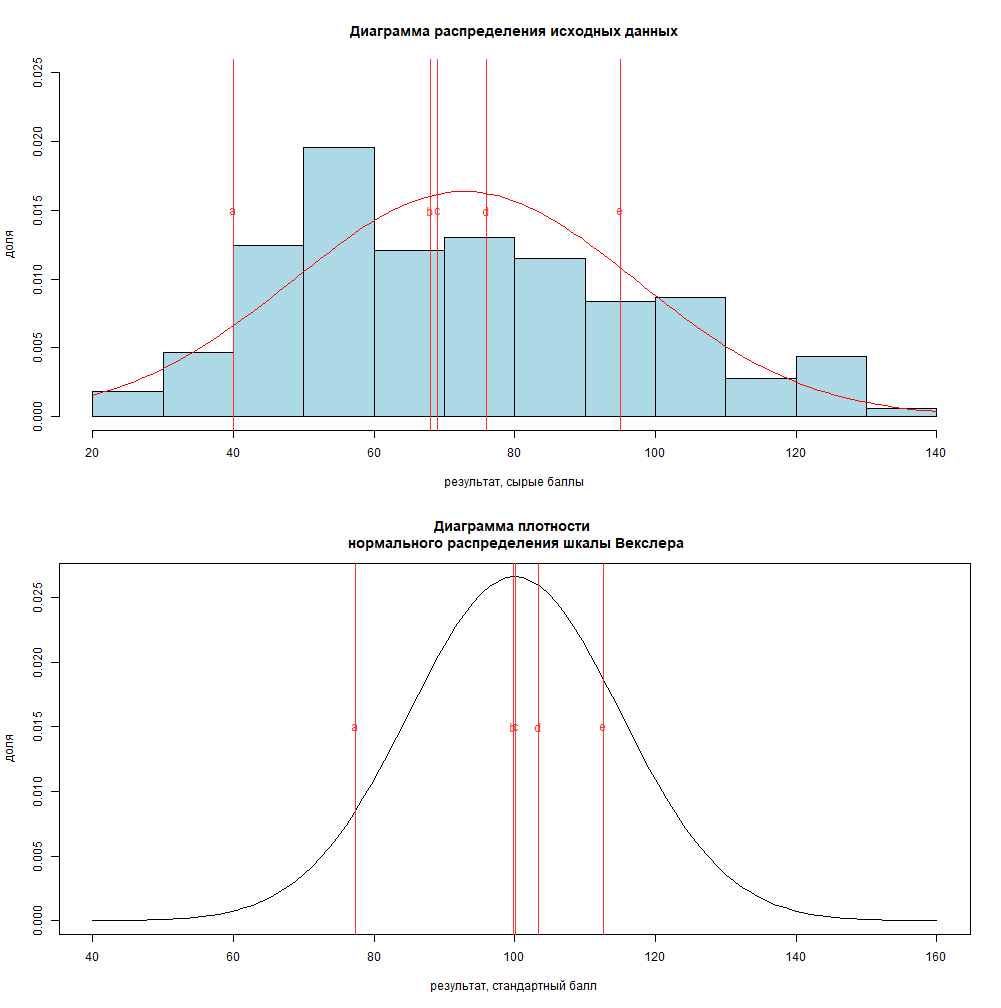 Диаграмма распределения исходных данных
0.025
0.020
0.015
0.010
0.005
0.000
доля
a
b
c
d
e
20 40 60 80 100 120 140
результат, сырые баллы
Диаграмма плотности
нормального распределения шкалы Векслера
0.025
0.020
0.015
0.010
0.005
0.000
доля
a
b
c
d
e
40 60 80 100 120 140 160
результат, стандартный балл